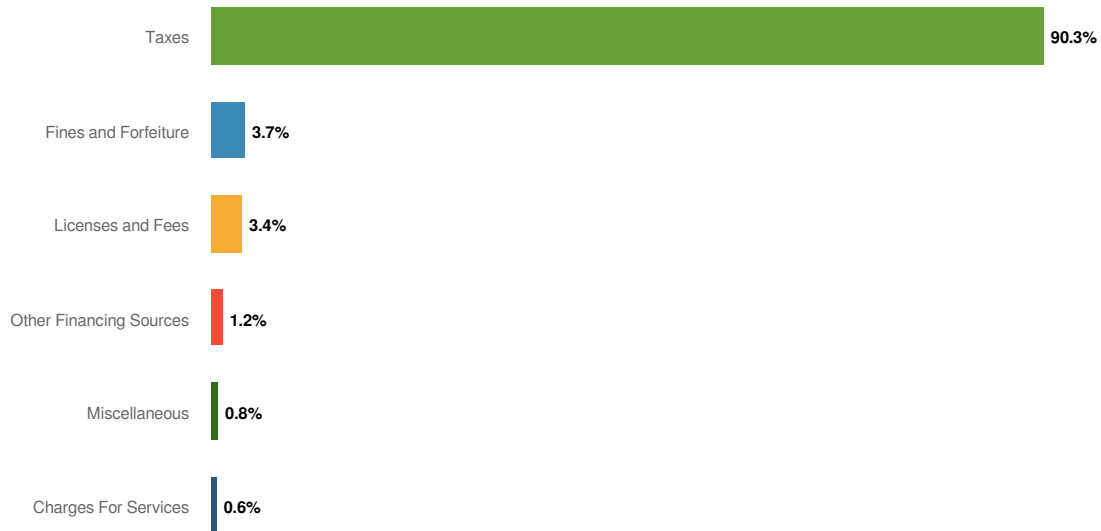 Taxes 90.3%
Fines and Forfeiture 3.7%
Licenses and Fees 3.4%
Other Financing Sources 1.2%
Miscellaneous 0.8%
Charges For Services 0.6%